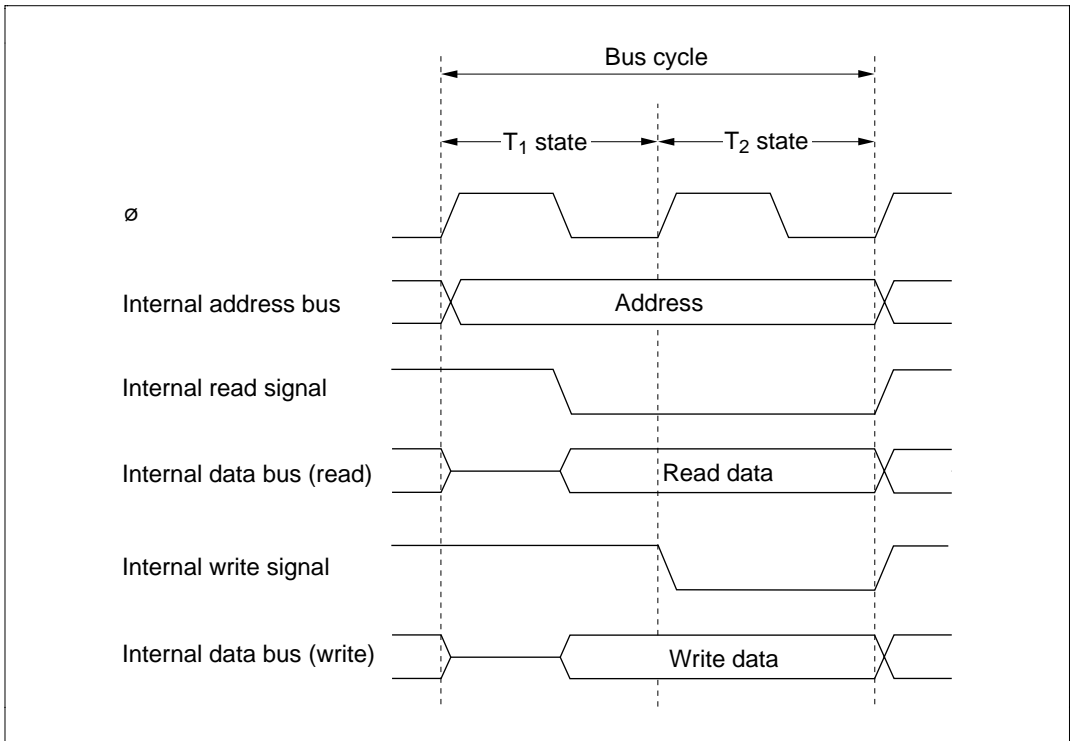 Bus cycle
T₁ state
T₂ state
ø
Internal address bus
Address
Internal read signal
Internal data bus (read)
Read data
Internal write signal
Internal data bus (write)
Write data